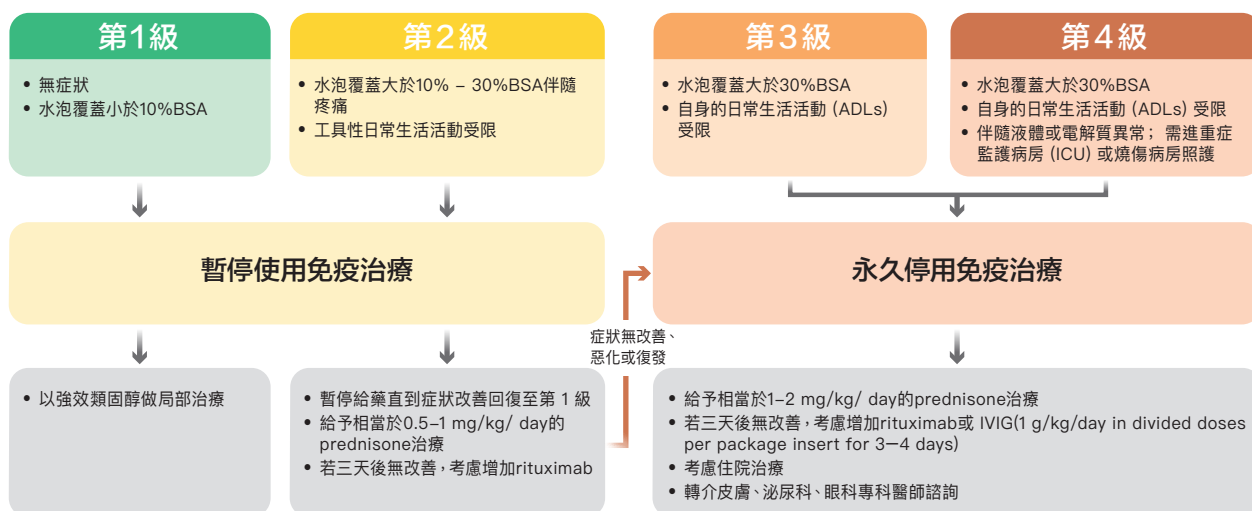 第1級
• 無症狀
• 水泡覆蓋小於10%BSA
第2級
• 水泡覆蓋大於10% – 30%BSA伴隨
疼痛
• 工具性日常生活活動受限
第3級
• 水泡覆蓋大於30%BSA
• 自身的日常生活活動 (ADLs)
受限
第4級
• 水泡覆蓋大於30%BSA
• 自身的日常生活活動 (ADLs) 受限
• 伴隨液體或電解質異常; 需進重症
監護病房 (ICU) 或燒傷病房照護
暫停使用免疫治療
永久停用免疫治療
症狀無改善、
惡化或復發
• 以強效類固醇做局部治療
• 暫停給藥直到症狀改善回復至第 1 級
• 給予相當於0.5–1 mg/kg/ day的
prednisone治療
• 若三天後無改善，考慮增加rituximab
• 給予相當於1–2 mg/kg/ day的prednisone治療
• 若三天後無改善，考慮增加rituximab或 IVIG(1 g/kg/day in divided doses
per package insert for 3–4 days)
• 考慮住院治療
• 轉介皮膚、泌尿科、眼科專科醫師諮詢